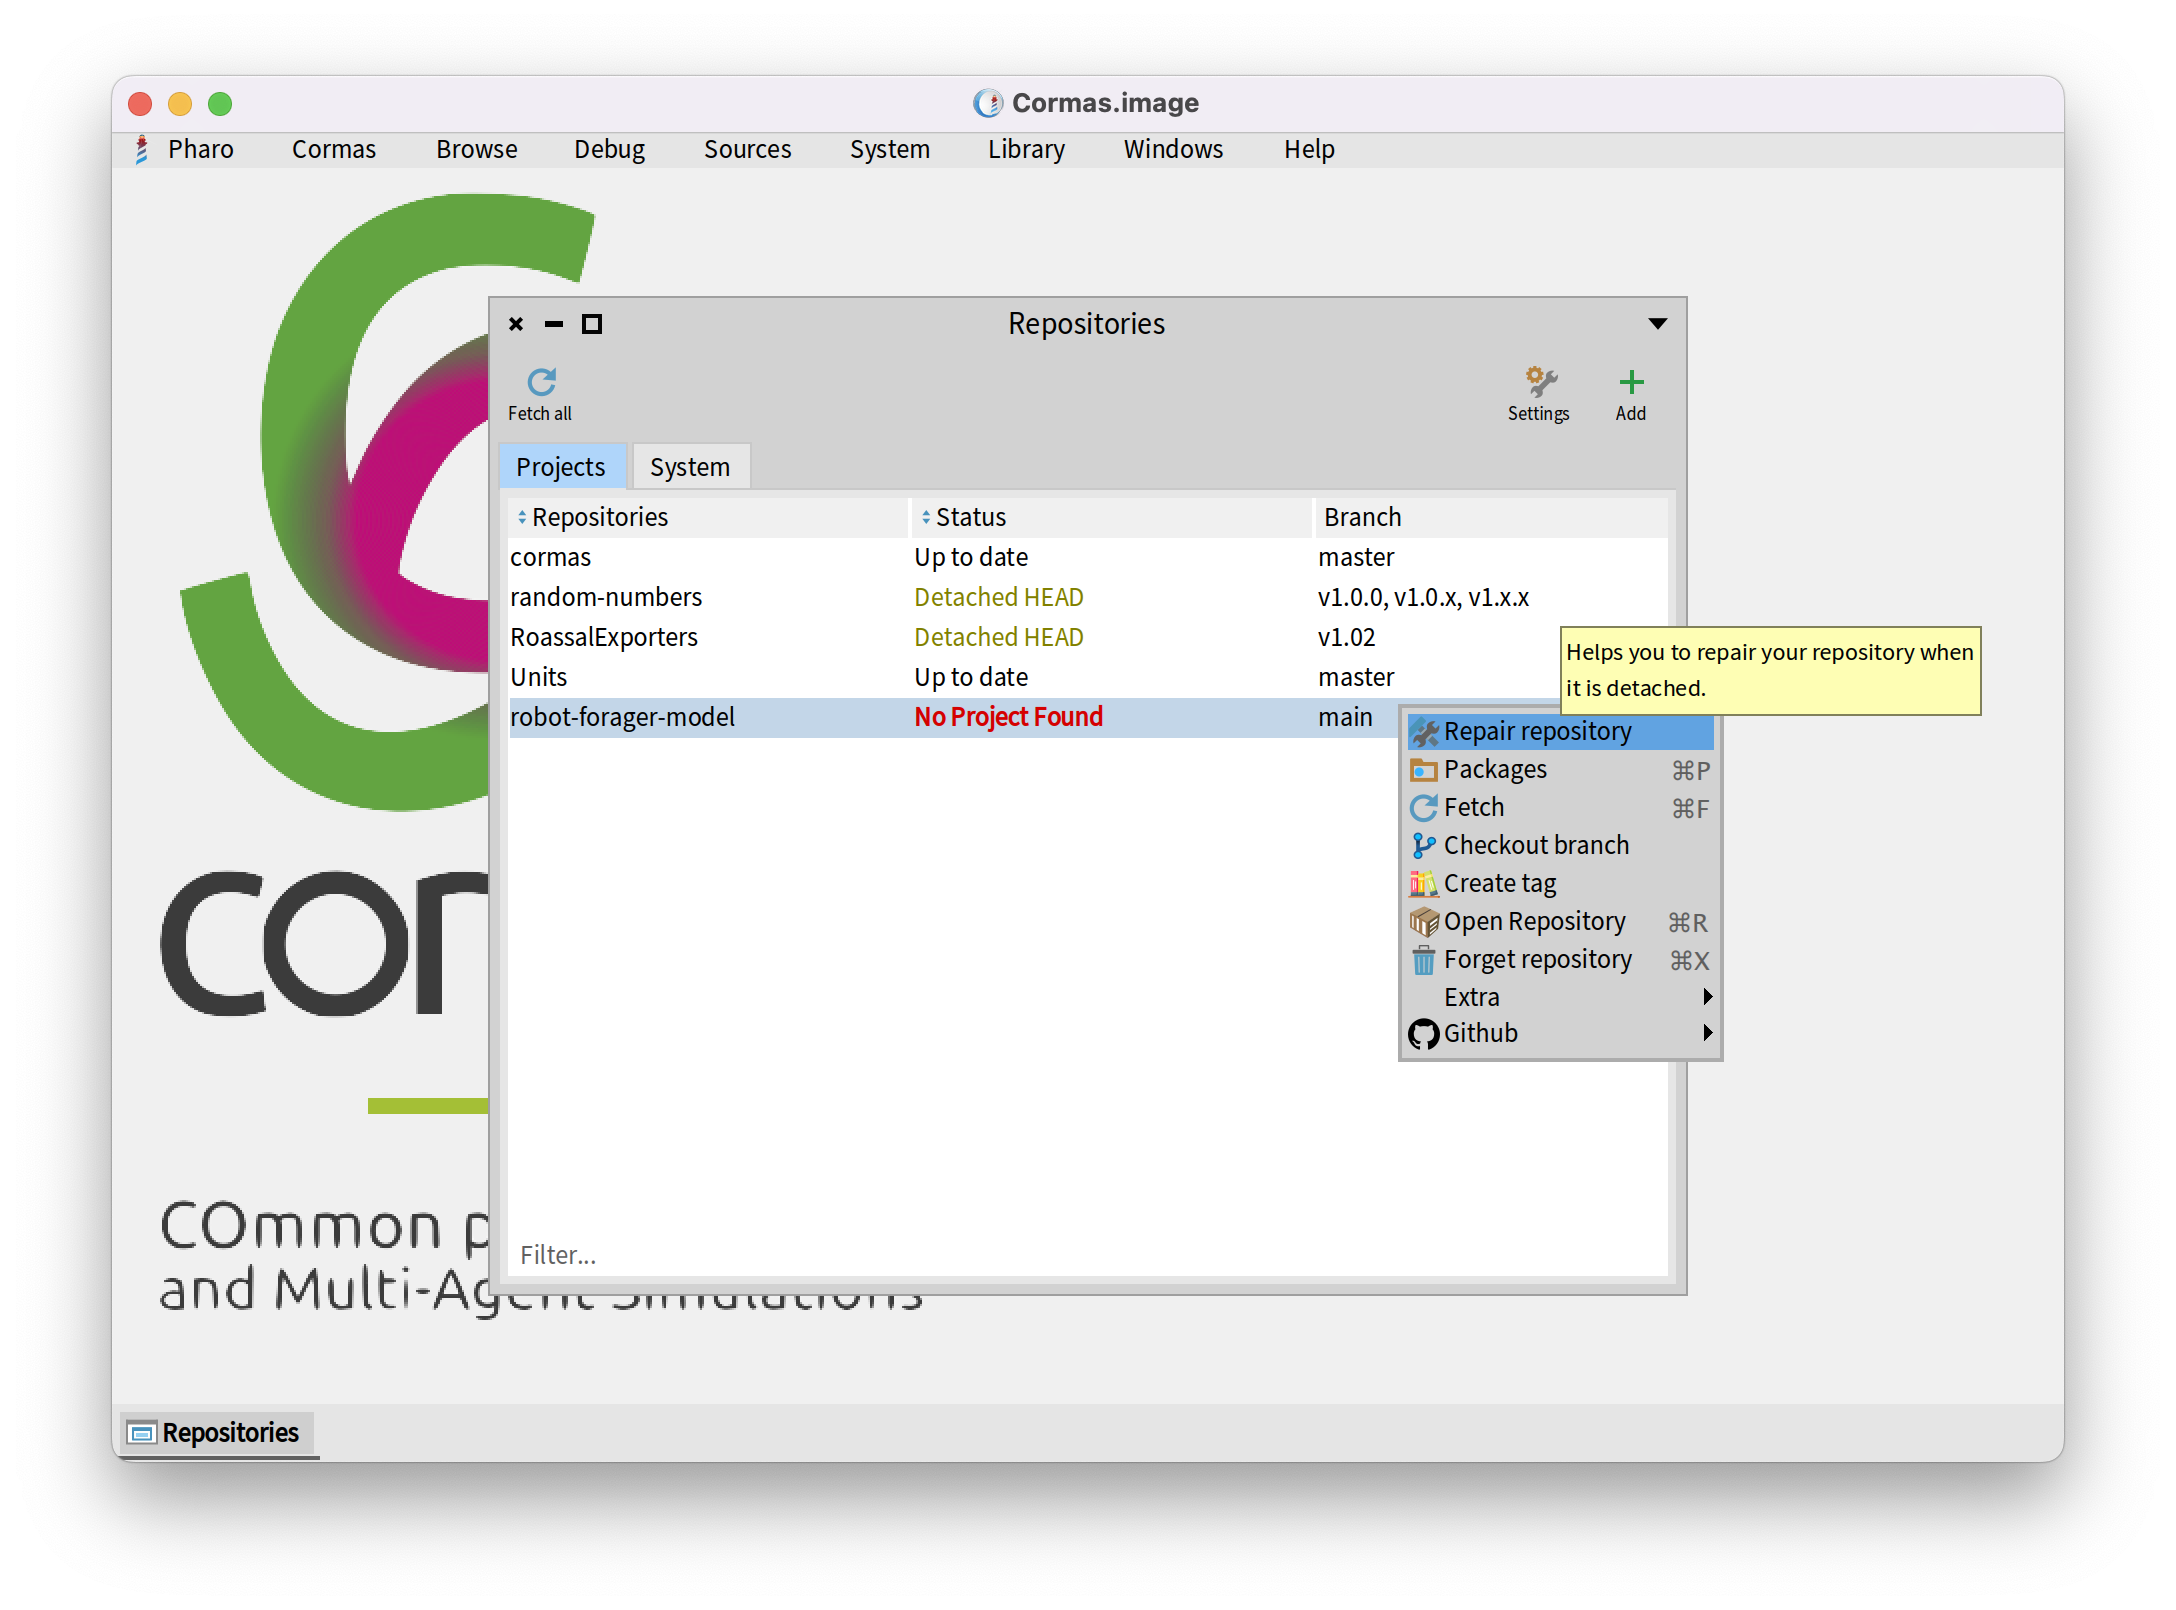 Cormas.image
Pharo Cormas Browse Debug Sources System Library Windows Help
Repositories
Fetch all Settings Add
Projects System
Repositories Status Branch
cormas Up to date master
random-numbers Detached HEAD v1.0.0, v1.0.x, v1.x.x
RoassalExporters Detached HEAD v1.02
Units Up to date master
robot-forager-model No Project Found main
Helps you to repair your repository when
it is detached.
Repair repository
Packages ⌘P
Fetch ⌘F
Checkout branch
Create tag
Open Repository ⌘R
Forget repository ⌘X
Extra
Github
Filter...
COmmon
and Multi-Agent Simulations
Repositories